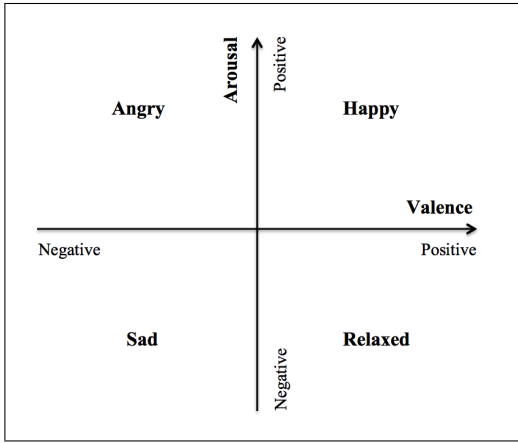 Arousal
Positive
Angry
Happy
Valence
Negative
Positive
Sad
Relaxed
Negative